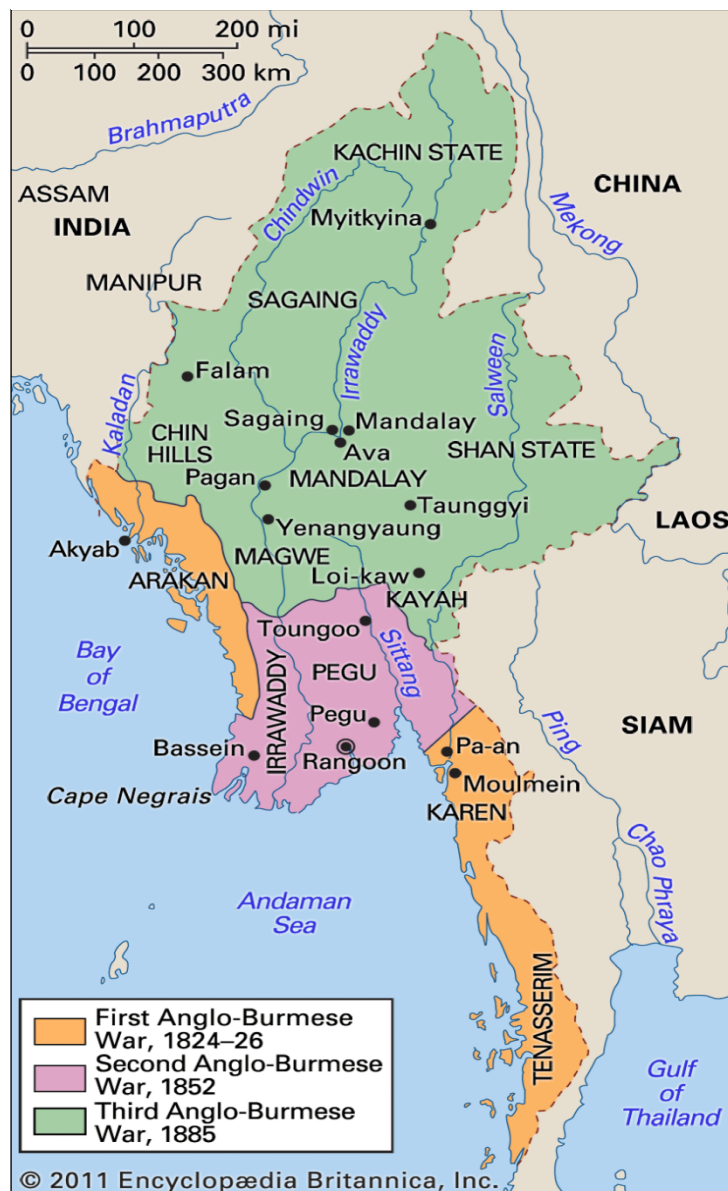 0 100 200 mi
0 100 200 300 km
Brahmaputra
KACHIN STATE
CHINA
ASSAM
INDIA
Chindwin
Myitkyina
Mekong
MANIPUR
SAGAING
Irrawaddy
Salween
Falam
Kaladan
Sagaing
Mandalay
CHIN
HILLS
Ava
SHAN STATE
Pagan
MANDALAY
Taunggyi
Yenangyaung
LAOS
Akyab
MAGWE
ARAKAN
Loi-kaw
KAYAH
Toungoo
Sittang
Bay
of
Bengal
IRRAWADDY
PEGU
Ping
SIAM
Pegu
Bassein
Rangoon
Pa-an
Cape Negrais
Moulmein
KAREN
Chao Phraya
Andaman
Sea
TENASSERIM
First Anglo-Burmese
War, 1824–26
Second Anglo-Burmese
War, 1852
Third Anglo-Burmese
War, 1885
Gulf
of
Thailand
© 2011 Encyclopædia Britannica, Inc.